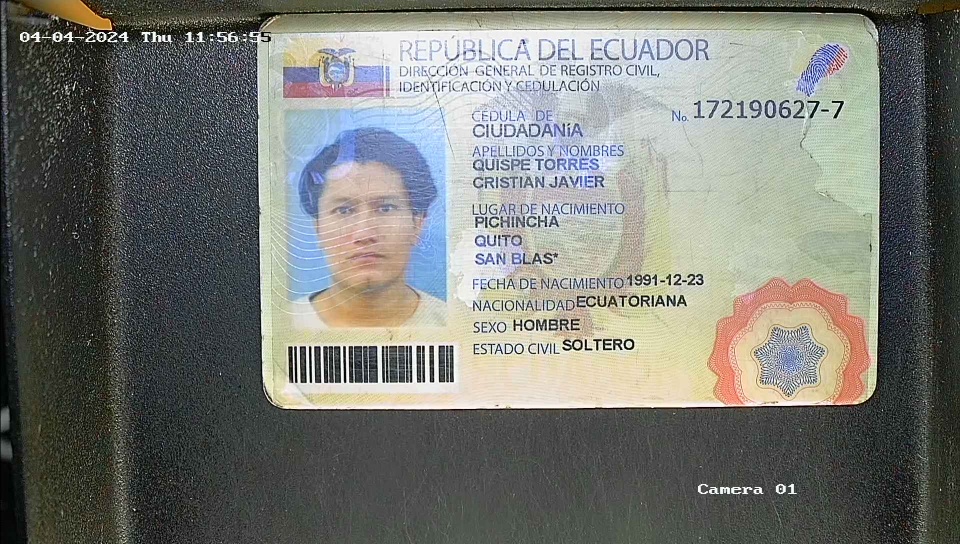 04-04-2024 Thu 11:56:55
REPÚBLICA DEL ECUADOR
DIRECCIÓN GENERAL DE REGISTRO CIVIL,
IDENTIFICACIÓN Y CEDULACIÓN
No. 172190627-7
CÉDULA DE
CIUDADANÍA
APELLIDOS Y NOMBRES
QUISPE TORRES
CRISTIAN JAVIER
LUGAR DE NACIMIENTO
PICHINCHA
QUITO
SAN BLAS*
FECHA DE NACIMIENTO 1991-12-23
NACIONALIDAD ECUATORIANA
SEXO HOMBRE
ESTADO CIVIL SOLTERO
Camera 01